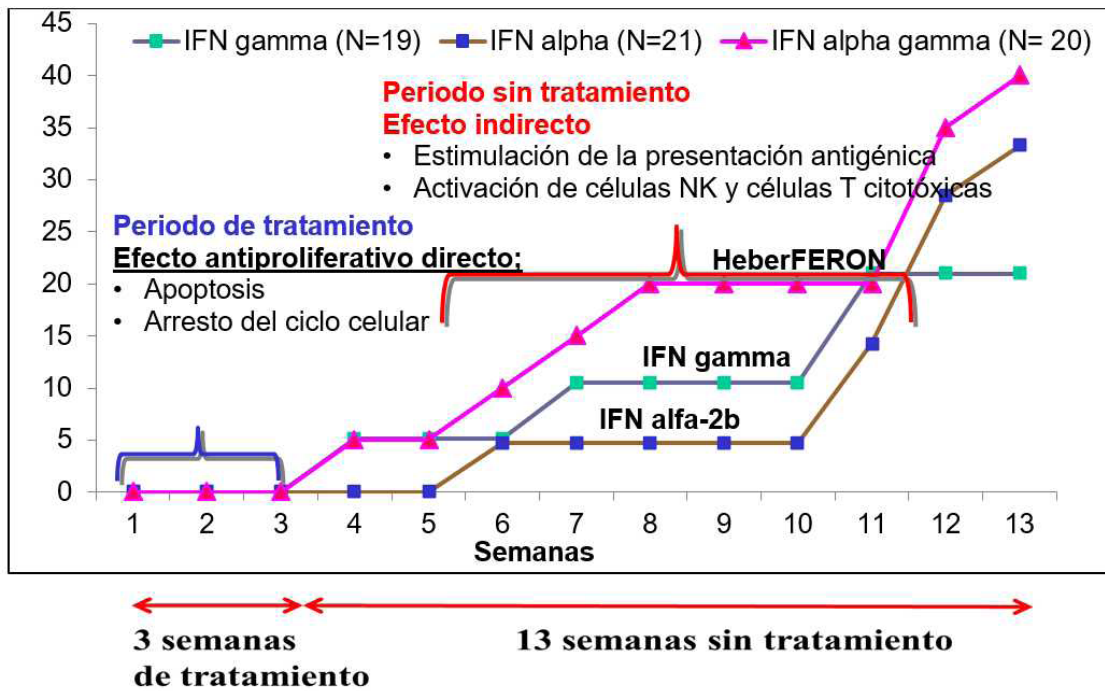 IFN gamma (N=19) IFN alpha (N=21) IFN alpha gamma (N= 20)
45
40
35
30
25
20
15
10
5
0
Periodo sin tratamiento
Efecto indirecto
• Estimulación de la presentación antigénica
• Activación de células NK y células T citotóxicas
Periodo de tratamiento
Efecto antiproliferativo directo;
• Apoptosis
• Arresto del ciclo celular
HeberFERON
IFN gamma
IFN alfa-2b
1 2 3 4 5 6 7 8 9 10 11 12 13
Semanas
3 semanas
de tratamiento
13 semanas sin tratamiento